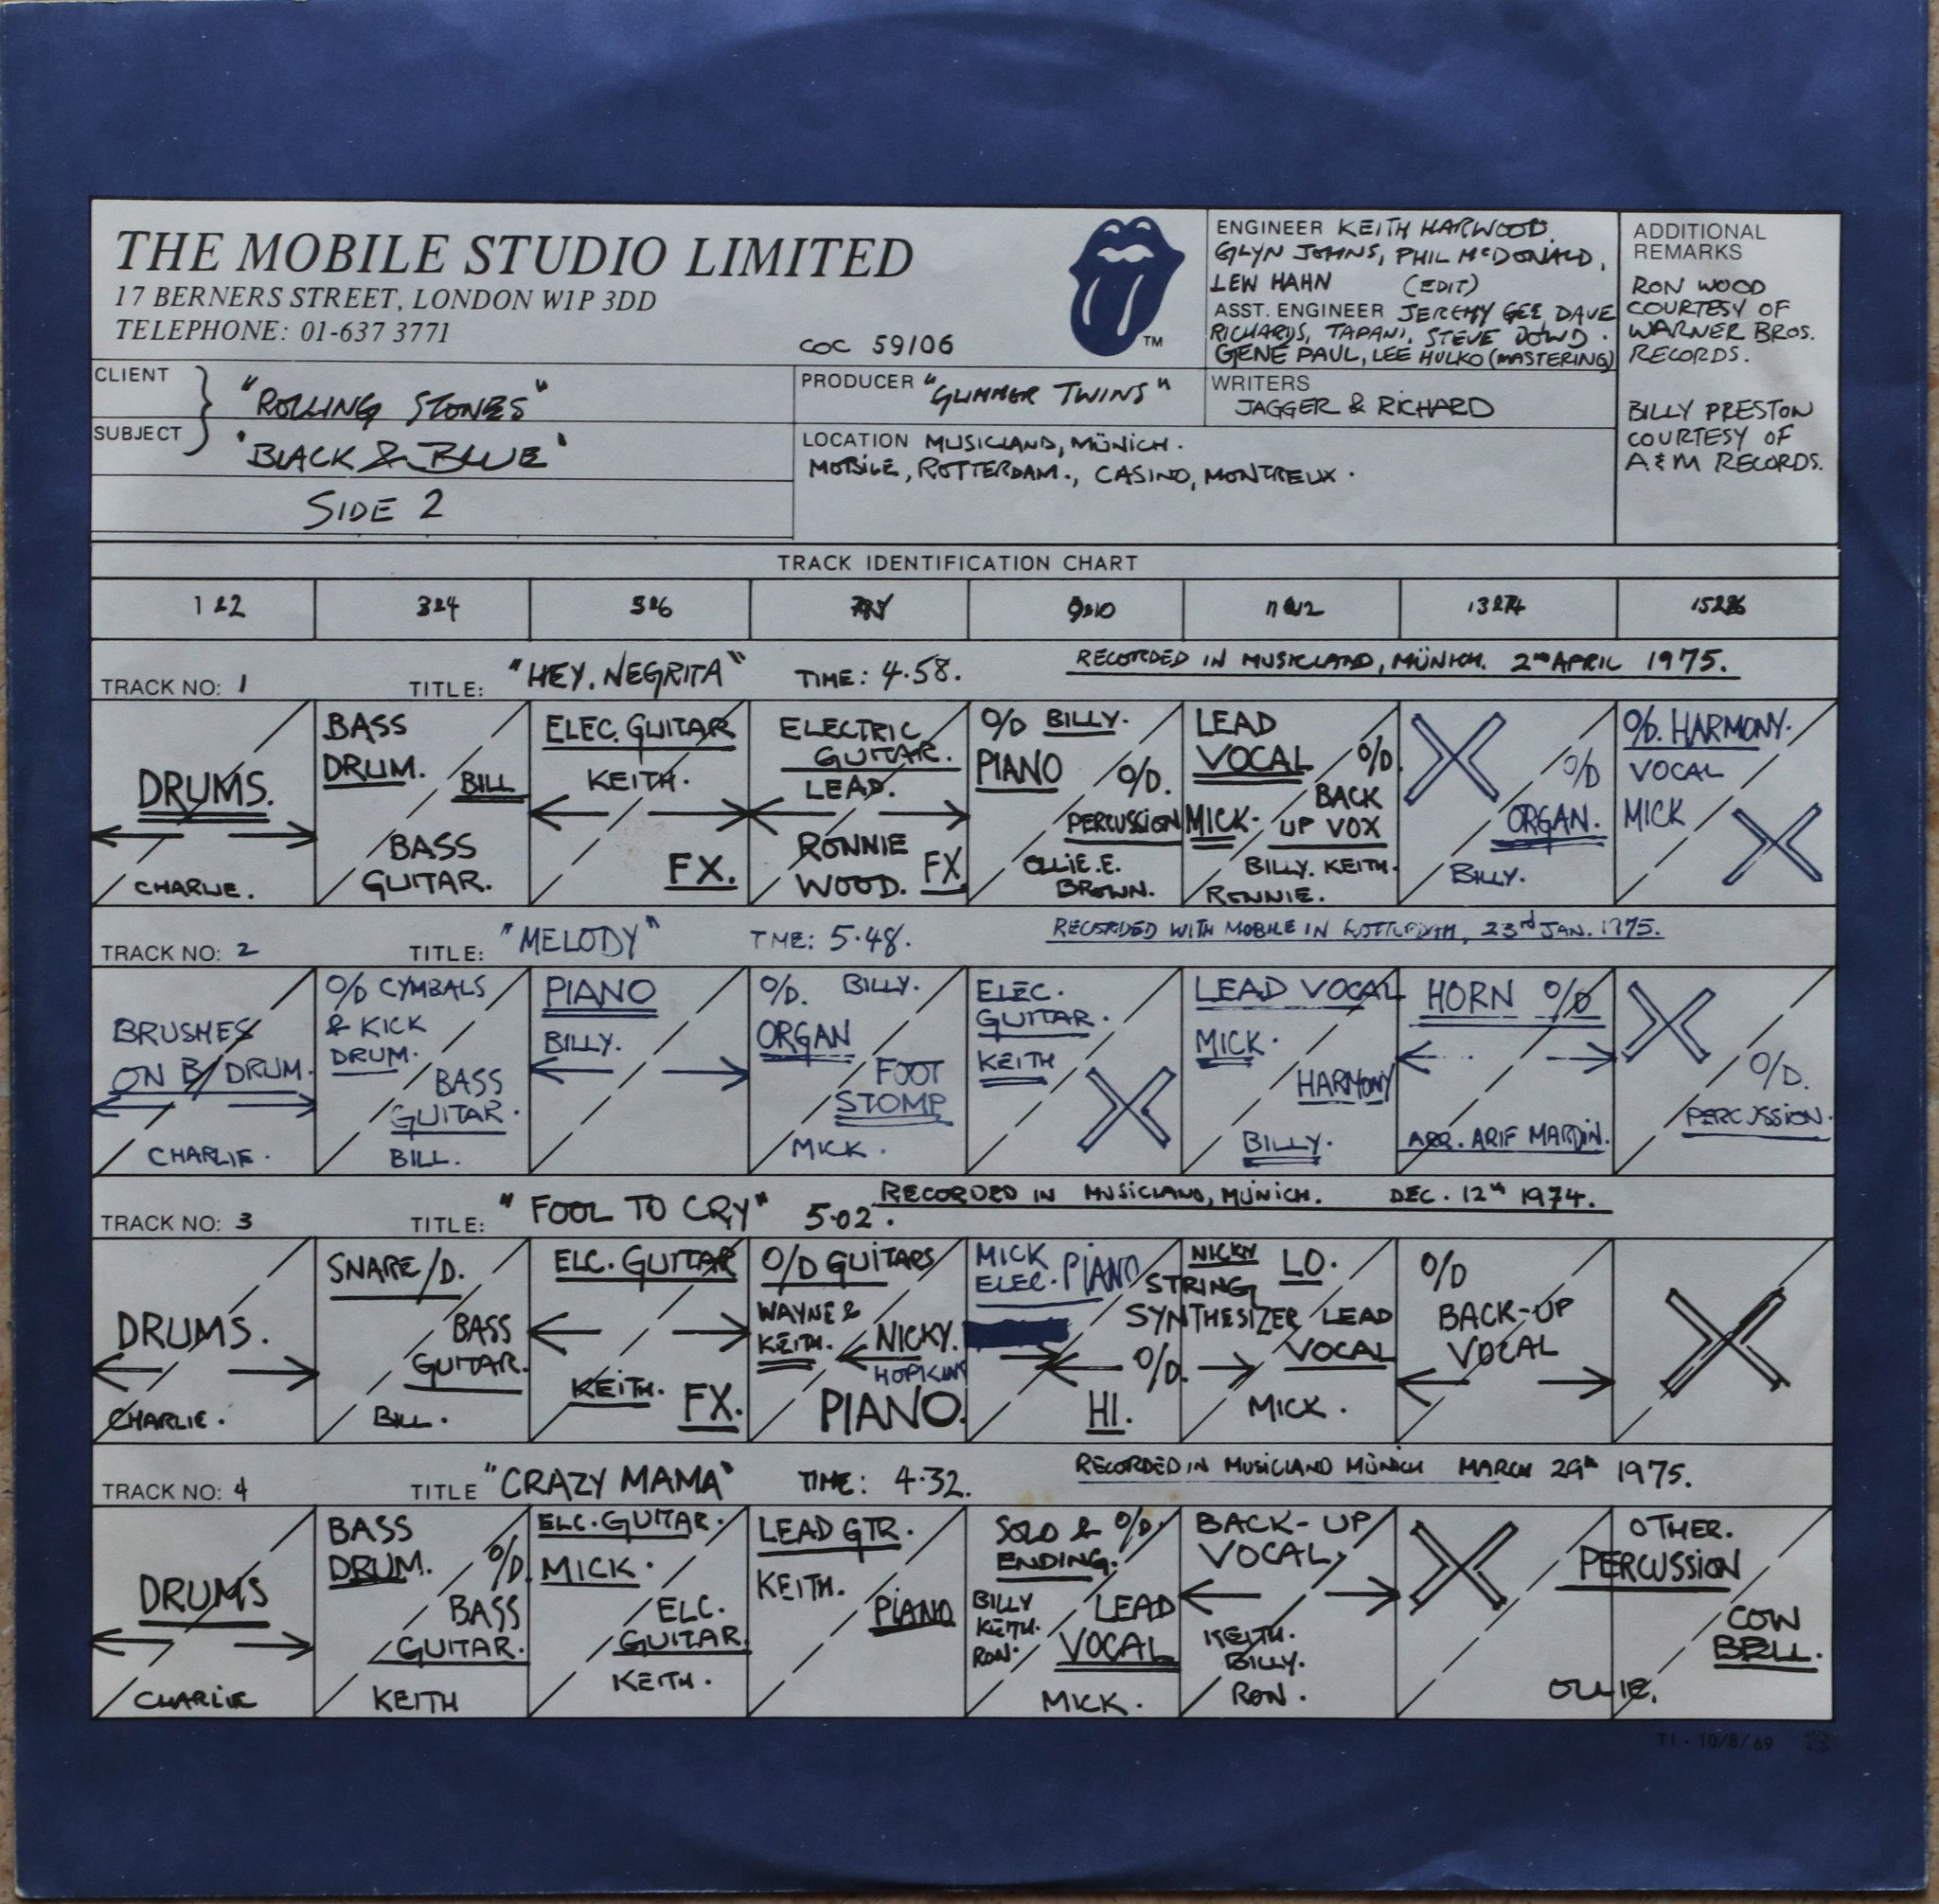 THE MOBILE STUDIO LIMITED
17 BERNERS STREET, LONDON W1P 3DD
TELEPHONE: 01-637 3771
COC 59106
TM
ENGINEER KEITH HARWOOD.
GLYN JOHNS, PHIL McDONALD,
LEW HAHN (EDIT)
ASST. ENGINEER JEREMY GEE DAVE
RICHARDS, TAPANI, STEVE DOWD.
GENE PAUL, LEE HULKO (MASTERING)
ADDITIONAL
REMARKS
RON WOOD
COURTESY OF
WARNER BROS.
RECORDS.
BILLY PRESTON
COURTESY OF
A & M RECORDS.
CLIENT
"ROLLING STONES"
SUBJECT
'BLACK & BLUE'
SIDE 2
PRODUCER "GLIMMER TWINS"
WRITERS
JAGGER & RICHARD
LOCATION MUSICLAND, MÜNICH.
MOBILE, ROTTERDAM., CASINO, MONTREUX.
TRACK IDENTIFICATION CHART
1&2 3&4 5&6 9&10 11&12 13&14 15&16
TRACK NO: 1 TITLE: "HEY. NEGRITA" TIME: 4.58. RECORDED IN MUSICLAND, MÜNICH. 2nd APRIL 1975.
DRUMS.
CHARLIE.
BASS
DRUM.
BILL
BASS
GUITAR.
ELEC. GUITAR
KEITH.
FX.
ELECTRIC
GUITAR.
LEAD.
RONNIE
WOOD. FX
O/D BILLY.
PIANO
O/D.
PERCUSSION
OLLIE.E.
BROWN.
LEAD
VOCAL
MICK.
O/D.
BACK
UP VOX
BILLY. KEITH.
RONNIE.
O/D
ORGAN.
BILLY.
O/D. HARMONY.
VOCAL
MICK
TRACK NO: 2 TITLE: "MELODY" TME: 5.48. RECORDED WITH MOBILE IN ROTTERDAM, 23rd JAN. 1975.
BRUSHES
ON B/DRUM.
CHARLIE.
O/D CYMBALS
& KICK
DRUM.
BASS
GUITAR.
BILL.
PIANO
BILLY.
O/D. BILLY.
ORGAN
FOOT
STOMP
MICK.
ELEC.
GUITAR.
KEITH
LEAD VOCAL
MICK.
HARMONY
BILLY.
HORN O/D
ARR. ARIF MARDIN.
O/D.
PERCUSSION.
TRACK NO: 3 TITLE: "FOOL TO CRY" 5.02. RECORDED IN MUSICLAND, MÜNICH. DEC. 12th 1974.
DRUMS.
CHARLIE.
SNARE/D.
BASS
GUITAR.
BILL.
ELC. GUITAR
KEITH. FX.
O/D GUITARS
WAYNE &
KEITH.
NICKY.
HOPKINS
PIANO.
MICK
ELEC. PIANO
NICKY LO.
STRING
SYNTHESIZER
O/D.
HI.
LEAD
VOCAL
MICK.
O/D
BACK-UP
VOCAL
TRACK NO: 4 TITLE "CRAZY MAMA" TIME: 4.32. RECORDED IN MUSICLAND MÜNICH MARCH 29th 1975.
DRUMS
CHARLIE
BASS
DRUM.
O/D
BASS
GUITAR.
KEITH
ELC. GUITAR.
MICK.
ELC.
GUITAR
KEITH.
LEAD GTR.
KEITH.
PIANO
SOLO & O/D.
ENDING.
BILLY
KEITH.
RON.
LEAD
VOCAL
MICK.
BACK-UP
VOCAL,
KEITH.
BILLY.
RON.
OTHER.
PERCUSSION
COW
BELL.
OLLIE.
T1-10/8/69